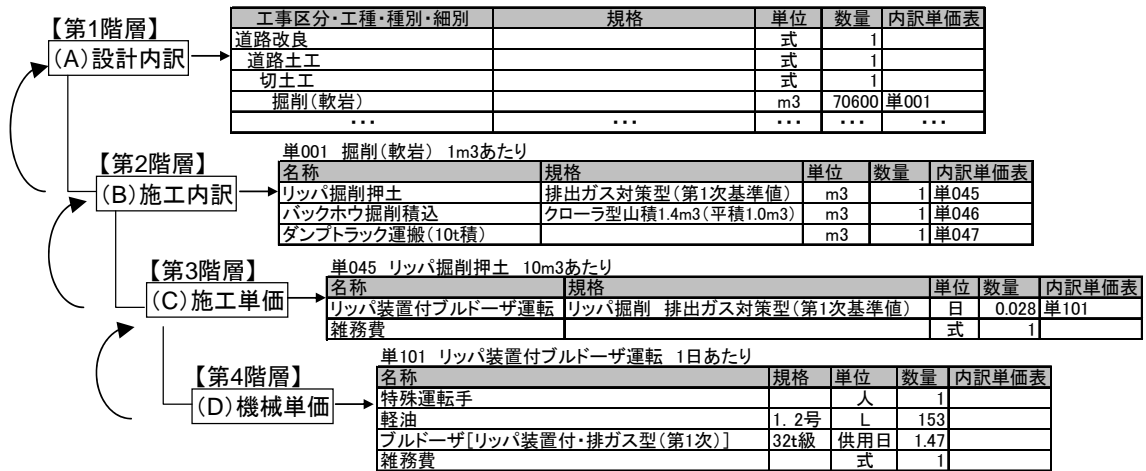 【第1階層】
(A)設計内訳
工事区分・工種・種別・細別 規格 単位 数量 内訳単価表
道路改良 式 1
道路土工 式 1
切土工 式 1
掘削(軟岩) m3 70600 単001
・・・ ・・・ ・・・ ・・・ ・・・
【第2階層】
(B)施工内訳
単001 掘削(軟岩) 1m3あたり
名称 規格 単位 数量 内訳単価表
リッパ掘削押土 排出ガス対策型(第1次基準値) m3 1 単045
バックホウ掘削積込 クローラ型山積1.4m3(平積1.0m3) m3 1 単046
ダンプトラック運搬(10t積) m3 1 単047
【第3階層】
(C)施工単価
単045 リッパ掘削押土 10m3あたり
名称 規格 単位 数量 内訳単価表
リッパ装置付ブルドーザ運転 リッパ掘削 排出ガス対策型(第1次基準値) 日 0.028 単101
雑務費 式 1
【第4階層】
(D)機械単価
単101 リッパ装置付ブルドーザ運転 1日あたり
名称 規格 単位 数量 内訳単価表
特殊運転手 人 1
軽油 1.2号 L 153
ブルドーザ[リッパ装置付・排ガス型(第1次)] 32t級 供用日 1.47
雑務費 式 1